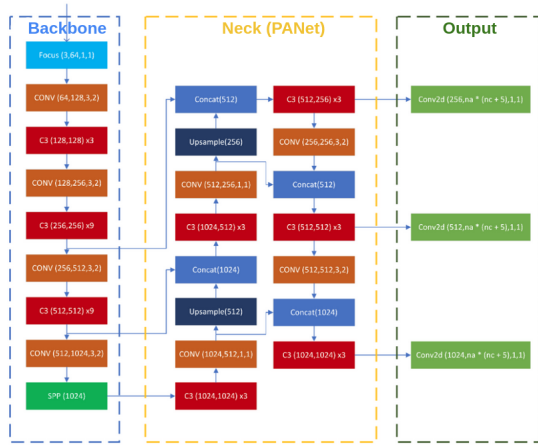 Backbone
Focus (3,64,1,1)
CONV (64,128,3,2)
C3 (128,128) x3
CONV (128,256,3,2)
C3 (256,256) x9
CONV (256,512,3,2)
C3 (512,512) x9
CONV (512,1024,3,2)
SPP (1024)
Neck (PANet)
Concat(512)
Upsample(256)
CONV (512,256,1,1)
C3 (1024,512) x3
Concat(1024)
Upsample(512)
CONV (1024,512,1,1)
C3 (1024,1024) x3
C3 (512,256) x3
CONV (256,256,3,2)
Concat(512)
C3 (512,512) x3
CONV (512,512,3,2)
Concat(1024)
C3 (1024,1024) x3
Output
Conv2d (256,na * (nc + 5),1,1)
Conv2d (512,na * (nc + 5),1,1)
Conv2d (1024,na * (nc + 5),1,1)